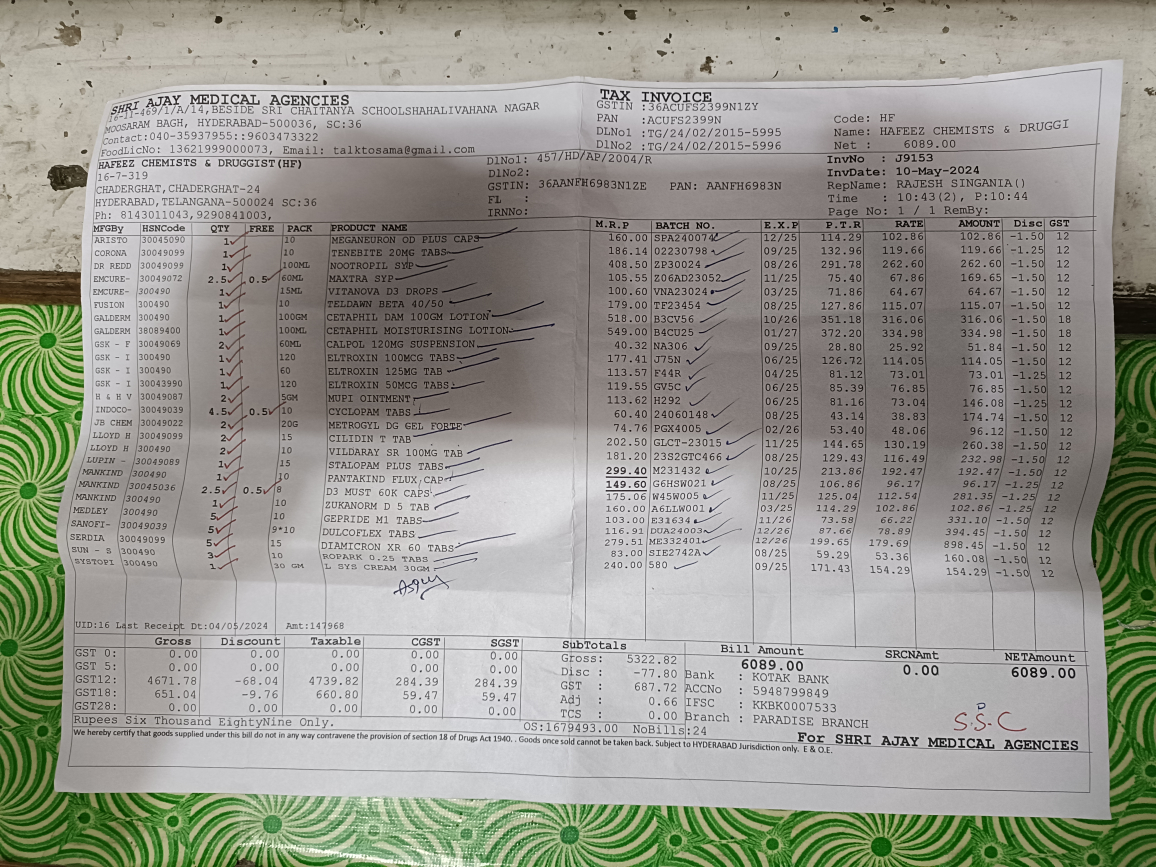 SHRI AJAY MEDICAL AGENCIES
16-11-469/1/A/14,BESIDE SRI CHAITANYA SCHOOLSHAHALIVAHANA NAGAR
MOOSARAM BAGH, HYDERABAD-500036, SC:36
Contact:040-35937955::9603473322
FoodLicNo: 13621999000073, Email: talktosama@gmail.com
TAX INVOICE
GSTIN :36ACUFS2399N1ZY
PAN :ACUFS2399N
DLNo1 :TG/24/02/2015-5995
DLNo2 :TG/24/02/2015-5996
Code: HF
Name: HAFEEZ CHEMISTS & DRUGGI
Net : 6089.00
HAFEEZ CHEMISTS & DRUGGIST(HF)
16-7-319
CHADERGHAT,CHADERGHAT-24
HYDERABAD,TELANGANA-500024 SC:36
Ph: 8143011043,9290841003,
DlNo1: 457/HD/AP/2004/R
DlNo2:
GSTIN: 36AANFH6983N1ZE PAN: AANFH6983N
FL :
IRNNo:
InvNo : J9153
InvDate: 10-May-2024
RepName: RAJESH SINGANIA()
Time : 10:43(2), P:10:44
Page No: 1 / 1 RemBy:
MFGBy HSNCode QTY FREE PACK PRODUCT NAME M.R.P BATCH NO. E.X.P P.T.R RATE AMOUNT Disc GST
ARISTO 30045090 1 10 MEGANEURON OD PLUS CAPS 160.00 SPA240074 12/25 114.29 102.86 102.86 -1.50 12
CORONA 30049099 1 10 TENEBITE 20MG TABS 186.14 02230798 09/25 132.96 119.66 119.66 -1.25 12
DR REDD 30049099 1 100ML NOOTROPIL SYP 408.50 ZP30024 08/26 291.78 262.60 262.60 -1.50 12
EMCURE- 30049072 2.5 0.5 60ML MAXTRA SYP 105.55 Z06AD23052 11/25 75.40 67.86 169.65 -1.50 12
EMCURE- 300490 1 15ML VITANOVA D3 DROPS 100.60 VNA23024 03/25 71.86 64.67 64.67 -1.50 12
FUSION 300490 1 10 TELDAWN BETA 40/50 179.00 TF23454 08/25 127.86 115.07 115.07 -1.50 12
GALDERM 300490 1 100GM CETAPHIL DAM 100GM LOTION 518.00 B3CV56 10/26 351.18 316.06 316.06 -1.50 18
GALDERM 38089400 1 100ML CETAPHIL MOISTURISING LOTION 549.00 B4CU25 01/27 372.20 334.98 334.98 -1.50 18
GSK - F 30049069 2 60ML CALPOL 120MG SUSPENSION 40.32 NA306 09/25 28.80 25.92 51.84 -1.50 12
GSK - I 300490 1 120 ELTROXIN 100MCG TABS 177.41 J75N 06/25 126.72 114.05 114.05 -1.50 12
GSK - I 300490 1 60 ELTROXIN 125MG TAB 113.57 F44R 04/25 81.12 73.01 73.01 -1.25 12
GSK - I 30043990 1 120 ELTROXIN 50MCG TABS 119.55 GV5C 06/25 85.39 76.85 76.85 -1.50 12
H & H V 30049087 2 5GM MUPI OINTMENT 113.62 H292 06/25 81.16 73.04 146.08 -1.25 12
INDOCO- 30049039 4.5 0.5 10 CYCLOPAM TABS 60.40 24060148 08/25 43.14 38.83 174.74 -1.50 12
JB CHEM 30049022 2 20G METROGYL DG GEL FORTE 74.76 PGX4005 02/26 53.40 48.06 96.12 -1.50 12
LLOYD H 30049099 2 15 CILIDIN T TAB 202.50 GLCT-23015 11/25 144.65 130.19 260.38 -1.50 12
LLOYD H 300490 2 10 VILDARAY SR 100MG TAB 181.20 23S2GTC466 08/25 129.43 116.49 232.98 -1.50 12
LUPIN - 30049089 1 15 STALOPAM PLUS TABS 299.40 M231432 10/25 213.86 192.47 192.47 -1.50 12
MANKIND 300490 1 10 PANTAKIND FLUX CAP 149.60 G6HSW021 08/25 106.86 96.17 96.17 -1.25 12
MANKIND 30045036 2.5 0.5 8 D3 MUST 60K CAPS 175.06 W45W005 11/25 125.04 112.54 281.35 -1.25 12
MANKIND 300490 1 10 ZUKANORM D 5 TAB 160.00 A6LLW001 03/25 114.29 102.86 102.86 -1.50 12
MEDLEY 300490 5 10 GEPRIDE M1 TABS 103.00 E31634 11/26 73.58 66.22 331.10 -1.50 12
SANOFI- 30049039 5 9*10 DULCOFLEX TABS 116.91 DUA24003 12/26 87.66 78.89 394.45 -1.50 12
SERDIA 30049099 5 15 DIAMICRON XR 60 TABS 279.51 ME332401 12/26 199.65 179.69 898.45 -1.50 12
SUN - S 300490 3 10 ROPARK 0.25 TABS 83.00 SIE2742A 08/25 59.29 53.36 160.08 -1.50 12
SYSTOPI 300490 1 30 GM L SYS CREAM 30GM 240.00 580 09/25 171.43 154.29 154.29 -1.50 12
UID:16 Last Receipt Dt:04/05/2024 Amt:147968
Gross Discount Taxable CGST SGST
GST 0: 0.00 0.00 0.00 0.00 0.00
GST 5: 0.00 0.00 0.00 0.00 0.00
GST12: 4671.78 -68.04 4739.82 284.39 284.39
GST18: 651.04 -9.76 660.80 59.47 59.47
GST28: 0.00 0.00 0.00 0.00 0.00
SubTotals
Gross: 5322.82
Disc : -77.80
GST : 687.72
Adj : 0.66
TCS : 0.00
Bill Amount SRCNAmt NETAmount
6089.00 0.00 6089.00
Bank : KOTAK BANK
ACCNo : 5948799849
IFSC : KKBK0007533
Branch : PARADISE BRANCH
S.S.C
Rupees Six Thousand EightyNine Only.
OS:1679493.00 NoBills:24
For SHRI AJAY MEDICAL AGENCIES
We hereby certify that goods supplied under this bill do not in any way contravene the provision of section 18 of Drugs Act 1940. . Goods once sold cannot be taken back. Subject to HYDERABAD Jurisdiction only. E & O.E.